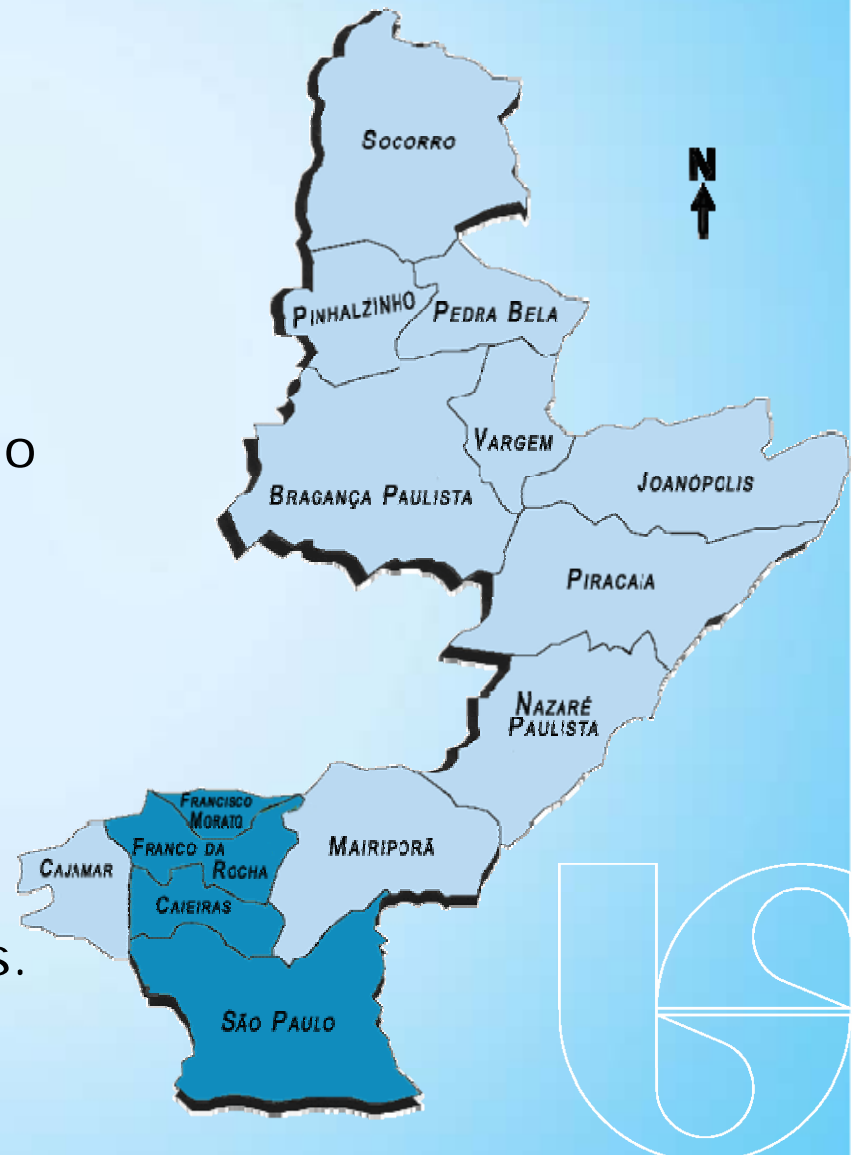 SOCORRO
N
PINHALZINHO
PEDRA BELA
VARGEM
O
JOANÓPOLIS
BRAGANÇA PAULISTA
PIRACAIA
NAZARÉ
PAULISTA
FRANCISCO
MORATO
FRANCO DA
ROCHA
MAIRIPORÃ
CAJAMAR
CAIEIRAS
S.
SÃO PAULO